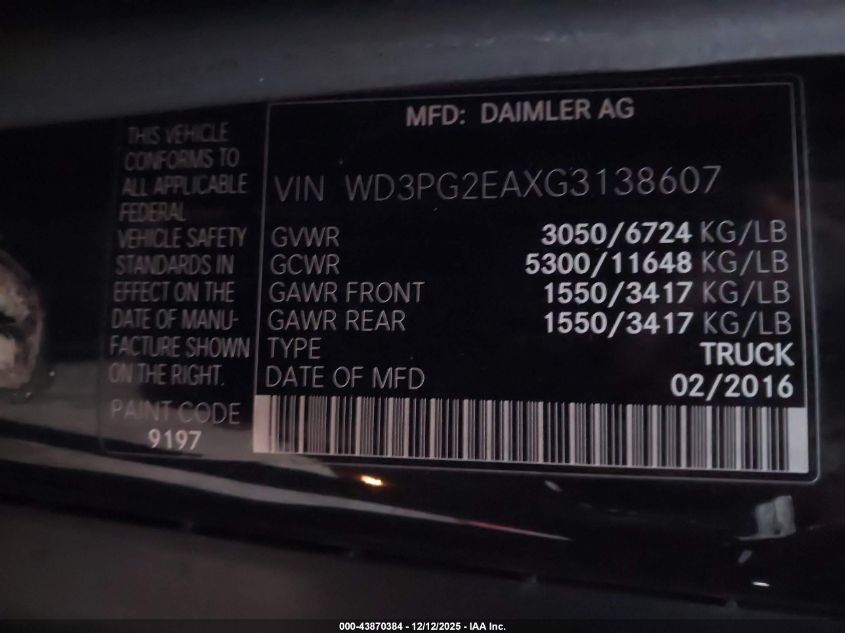 MFD: DAIMLER AG
THIS VEHICLE
CONFORMS TO
ALL APPLICABLE
FEDERAL
VEHICLE SAFETY
STANDARDS IN
EFFECT ON THE
DATE OF MANU-
FACTURE SHOWN
ON THE RIGHT.
PAINT CODE
9197
VIN WD3PG2EAXG3138607
GVWR 3050/6724 KG/LB
GCWR 5300/11648 KG/LB
GAWR FRONT 1550/3417 KG/LB
GAWR REAR 1550/3417 KG/LB
TYPE TRUCK
DATE OF MFD 02/2016
000-43870384 - 12/12/2025 - IAA Inc.